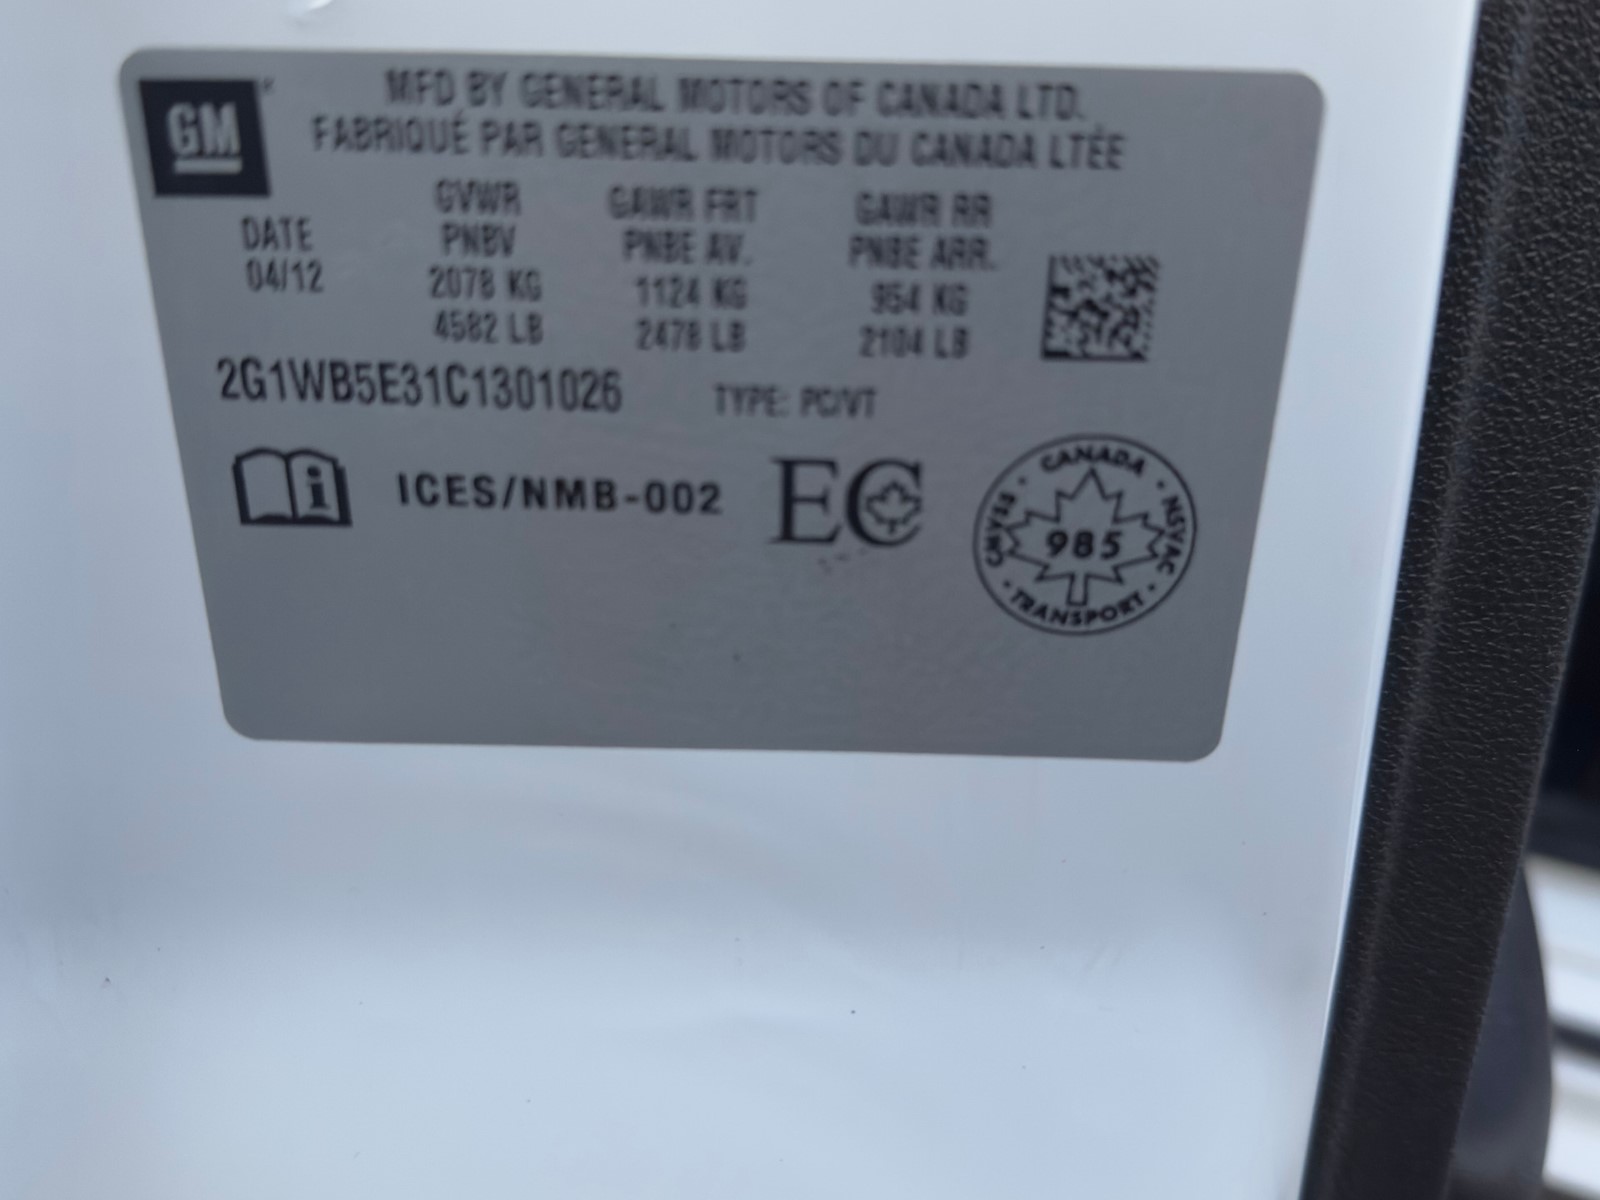 GM
MFD BY GENERAL MOTORS OF CANADA LTD.
FABRIQUÉ PAR GENERAL MOTORS DU CANADA LTÉE
DATE
04/12
GVWR
PNBV
2078 KG
4582 LB
GAWR FRT
PNBE AV.
1124 KG
2478 LB
GAWR RR
PNBE ARR.
954 KG
2104 LB
2G1WB5E31C1301026 TYPE: PC/VT
i ICES/NMB-002 EC
CANADA
CMVSS
985
NSVAC
TRANSPORT